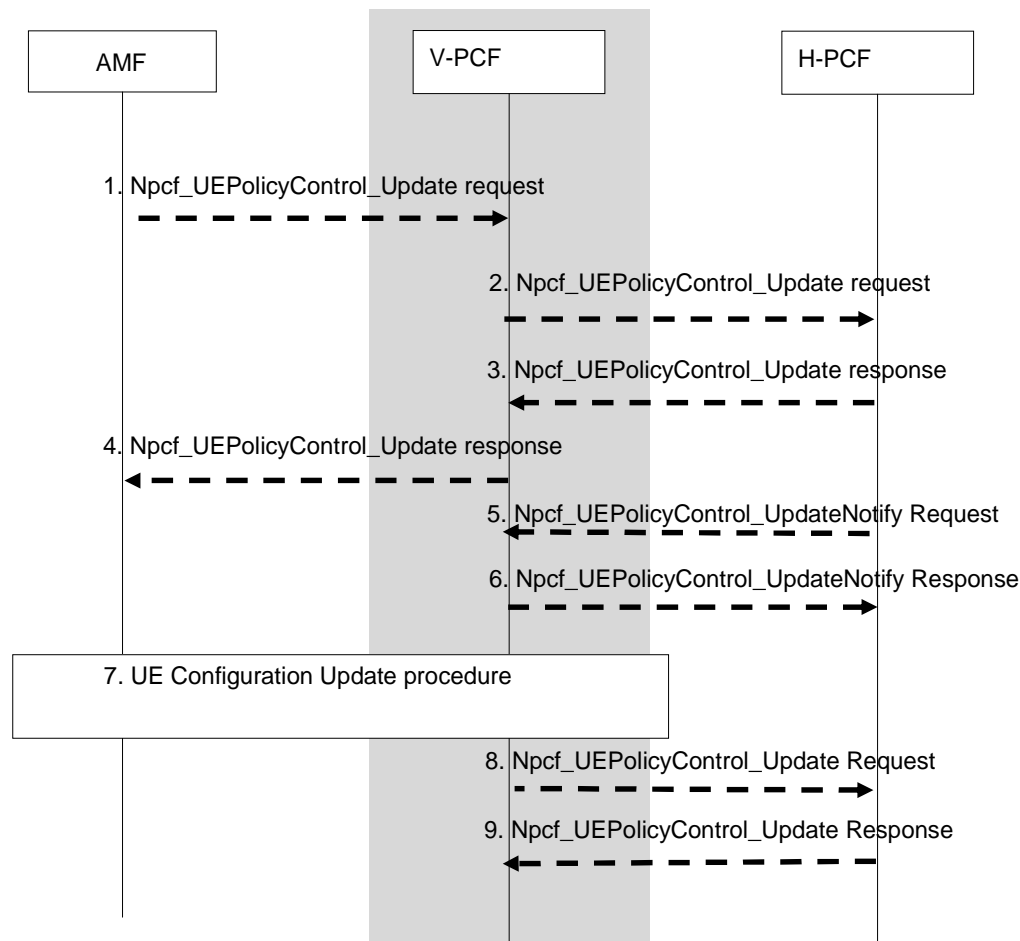 AMF
V-PCF
H-PCF
1. Npcf_UEPolicyControl_Update request
2. Npcf_UEPolicyControl_Update request
3. Npcf_UEPolicyControl_Update response
4. Npcf_UEPolicyControl_Update response
5. Npcf_UEPolicyControl_UpdateNotify Request
6. Npcf_UEPolicyControl_UpdateNotify Response
7. UE Configuration Update procedure
8. Npcf_UEPolicyControl_Update Request
9. Npcf_UEPolicyControl_Update Response